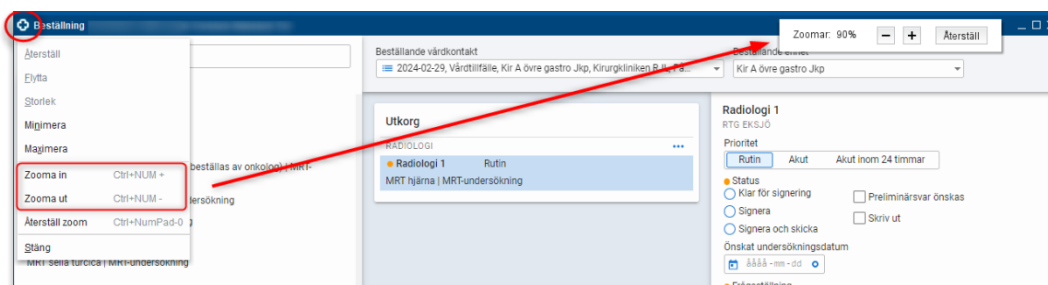 Beställning
Zoomar: 90% − + Återställ
Återställ
Flytta
Storlek
Minimera
Maximera
Zooma in Ctrl+NUM +
Zooma ut Ctrl+NUM -
Återställ zoom Ctrl+NumPad-0
Stäng
beställas av onkolog) | MRT-
dersökning
MRT sella turcica | MRT-undersökning
Beställande vårdkontakt
2024-02-29, Vårdtillfälle, Kir A övre gastro Jkp, Kirurgkliniken RJL, På...
Beställande enhet
Kir A övre gastro Jkp
Utkorg
RADIOLOGI
Radiologi 1 Rutin
MRT hjärna | MRT-undersökning
Radiologi 1
RTG EKSJÖ
Prioritet
Rutin Akut Akut inom 24 timmar
Status
Klar för signering
Signera
Signera och skicka
Preliminärsvar önskas
Skriv ut
Önskat undersökningsdatum
åååå-mm-dd
Frågeställning